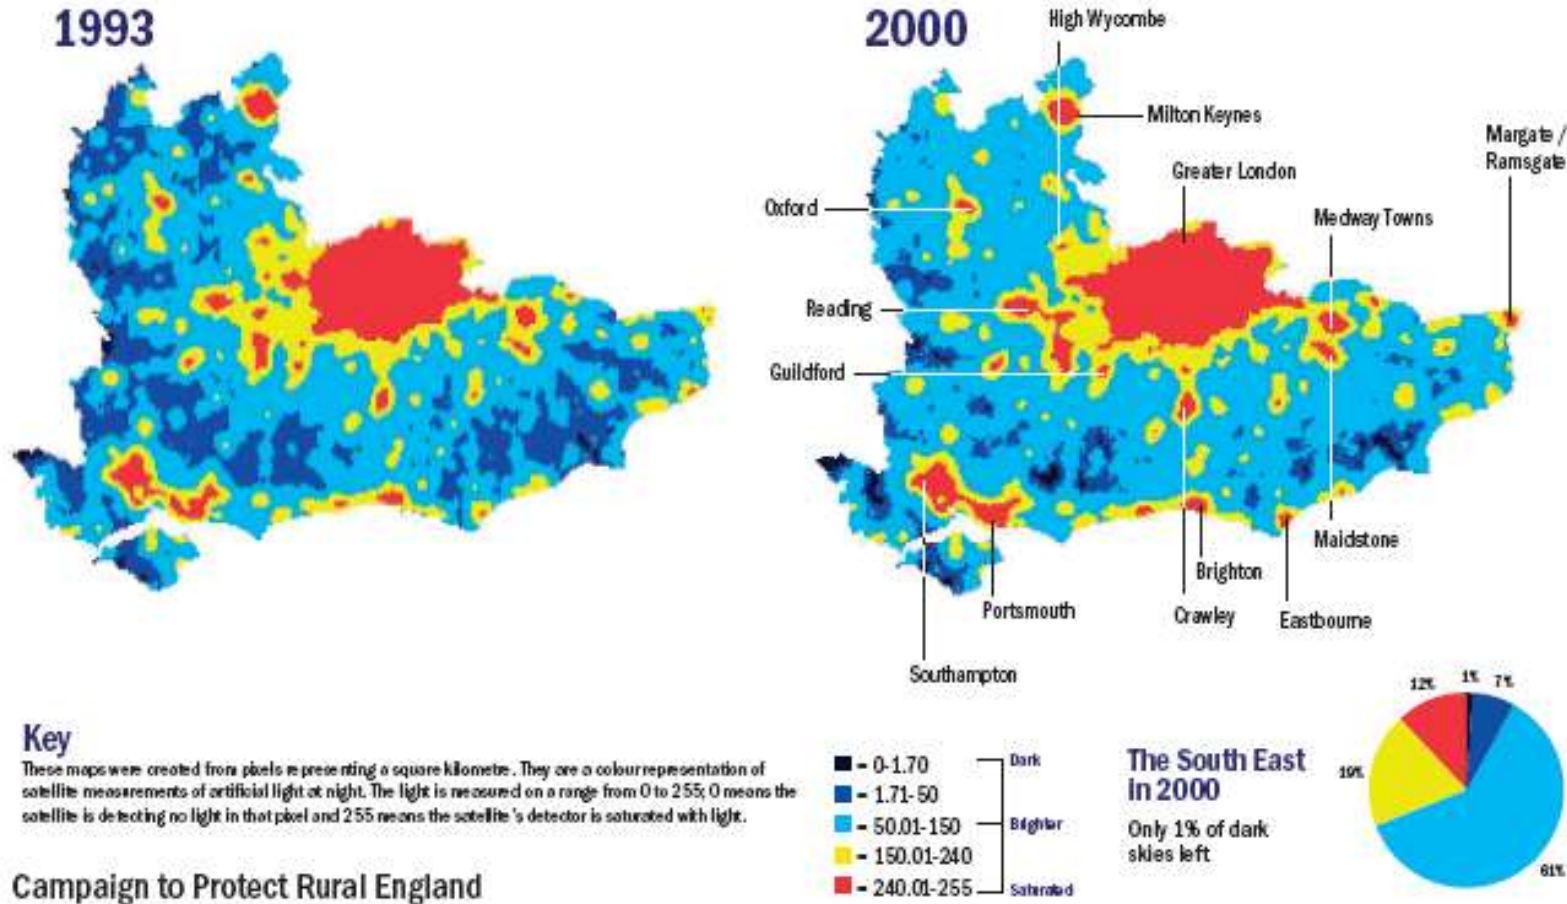 1993
2000
High Wycombe
Milton Keynes
Margate /
Ramsgate
Greater London
Oxford
Medway Towns
Reading
Guildford
Maidstone
Brighton
Portsmouth
Crawley
Eastbourne
Southampton
Key
These maps were created from pixels representing a square kilometre. They are a colour representation of
satellite measurements of artificial light at night. The light is measured on a range from 0 to 255; 0 means the
satellite is detecting no light in that pixel and 255 means the satellite's detector is saturated with light.
Campaign to Protect Rural England
- 0-1.70
- 1.71-50
- 50.01-150
- 150.01-240
- 240.01-255
Dark
Brighter
Saturated
The South East
in 2000
Only 1% of dark
skies left
12%
1%
7%
19%
61%